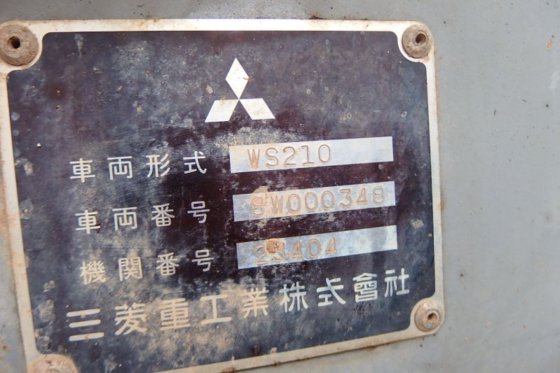 車両形式 WS210
車両番号 9W000348
機関番号
三菱重工業株式會社